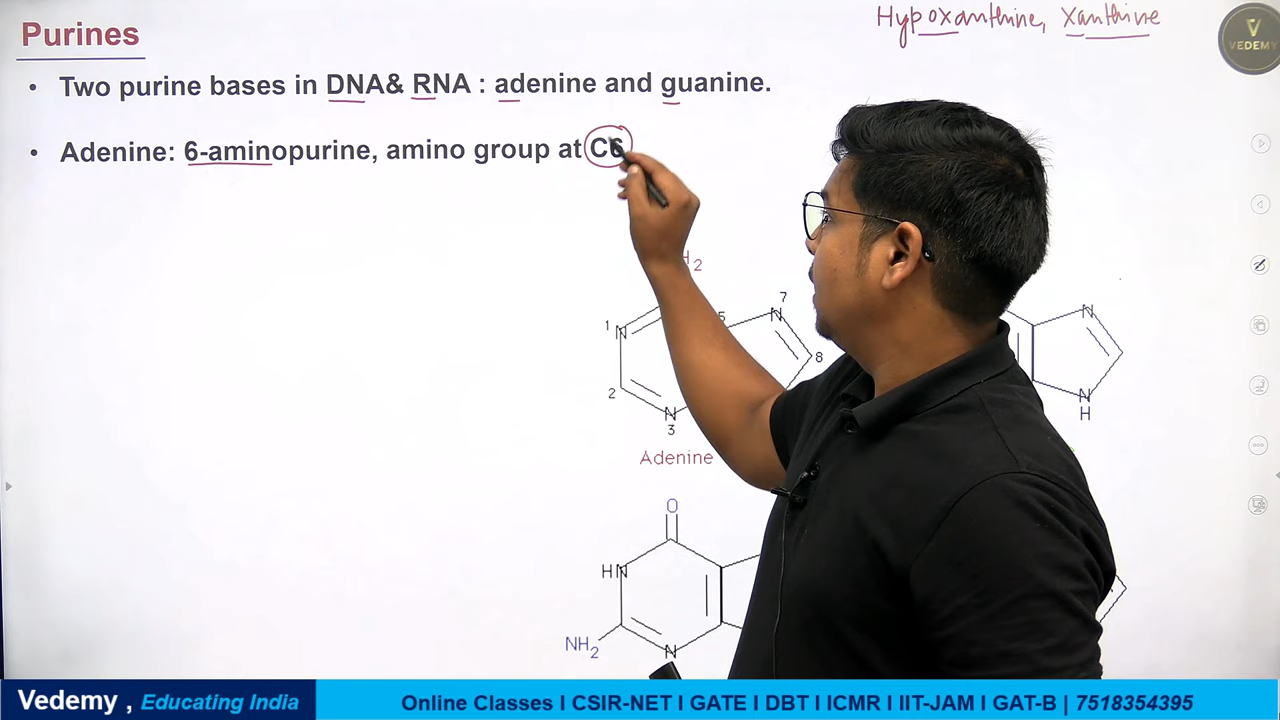 Hypoxanthine, Xanthine
Purines
V
VEDEMY
• Two purine bases in DNA& RNA : adenine and guanine.
• Adenine: 6-aminopurine, amino group at C6
H2
7
1
N
5
N
N
8
2
N
3
N
H
Adenine
O
HN
NH2
N
Vedemy , Educating India
Online Classes I CSIR-NET I GATE I DBT I ICMR I IIT-JAM I GAT-B | 7518354395